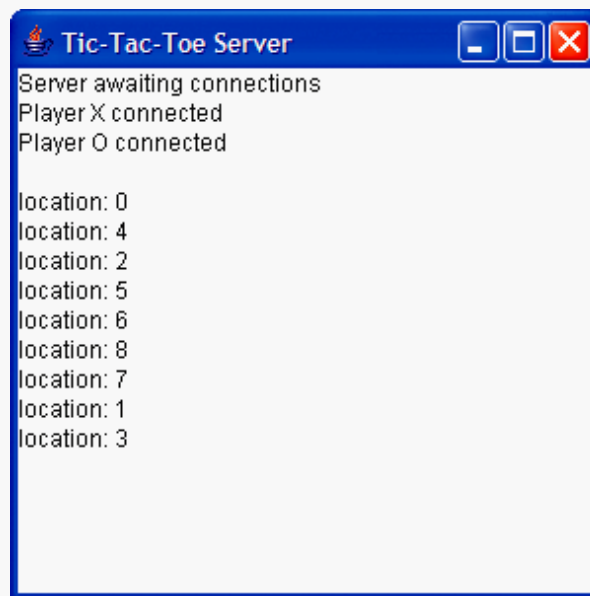 Tic-Tac-Toe Server
Server awaiting connections
Player X connected
Player O connected
location: 0
location: 4
location: 2
location: 5
location: 6
location: 8
location: 7
location: 1
location: 3